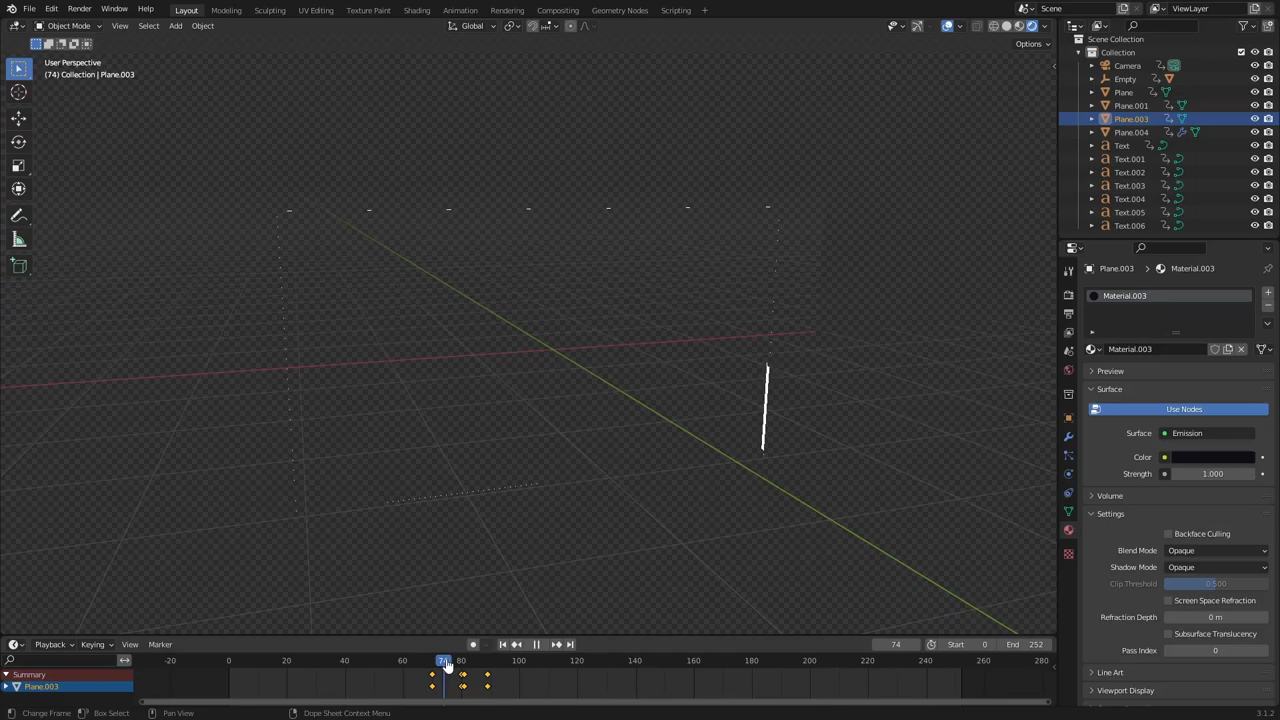 File Edit Render Window Help Layout Modeling Sculpting UV Editing Texture Paint Shading Animation Rendering Compositing Geometry Nodes Scripting + Scene ViewLayer
Object Mode View Select Add Object Global
Options
User Perspective
(74) Collection | Plane.003
Scene Collection
Collection
Camera
Empty
Plane
Plane.001
Plane.003
Plane.004
Text
Text.001
Text.002
Text.003
Text.004
Text.005
Text.006
Plane.003 > Material.003
Material.003
Material.003
Preview
Surface
Use Nodes
Surface Emission
Color
Strength 1.000
Volume
Settings
Backface Culling
Blend Mode Opaque
Shadow Mode Opaque
Clip Threshold 0.500
Screen Space Refraction
Refraction Depth 0 m
Subsurface Translucency
Pass Index 0
Line Art
Viewport Display
Playback Keying View Marker 74 Start 0 End 252
-20 0 20 40 60 74 80 100 120 140 160 180 200 220 240 260 280
Summary
Plane.003
Change Frame Box Select Pan View Dope Sheet Context Menu 3.1.2